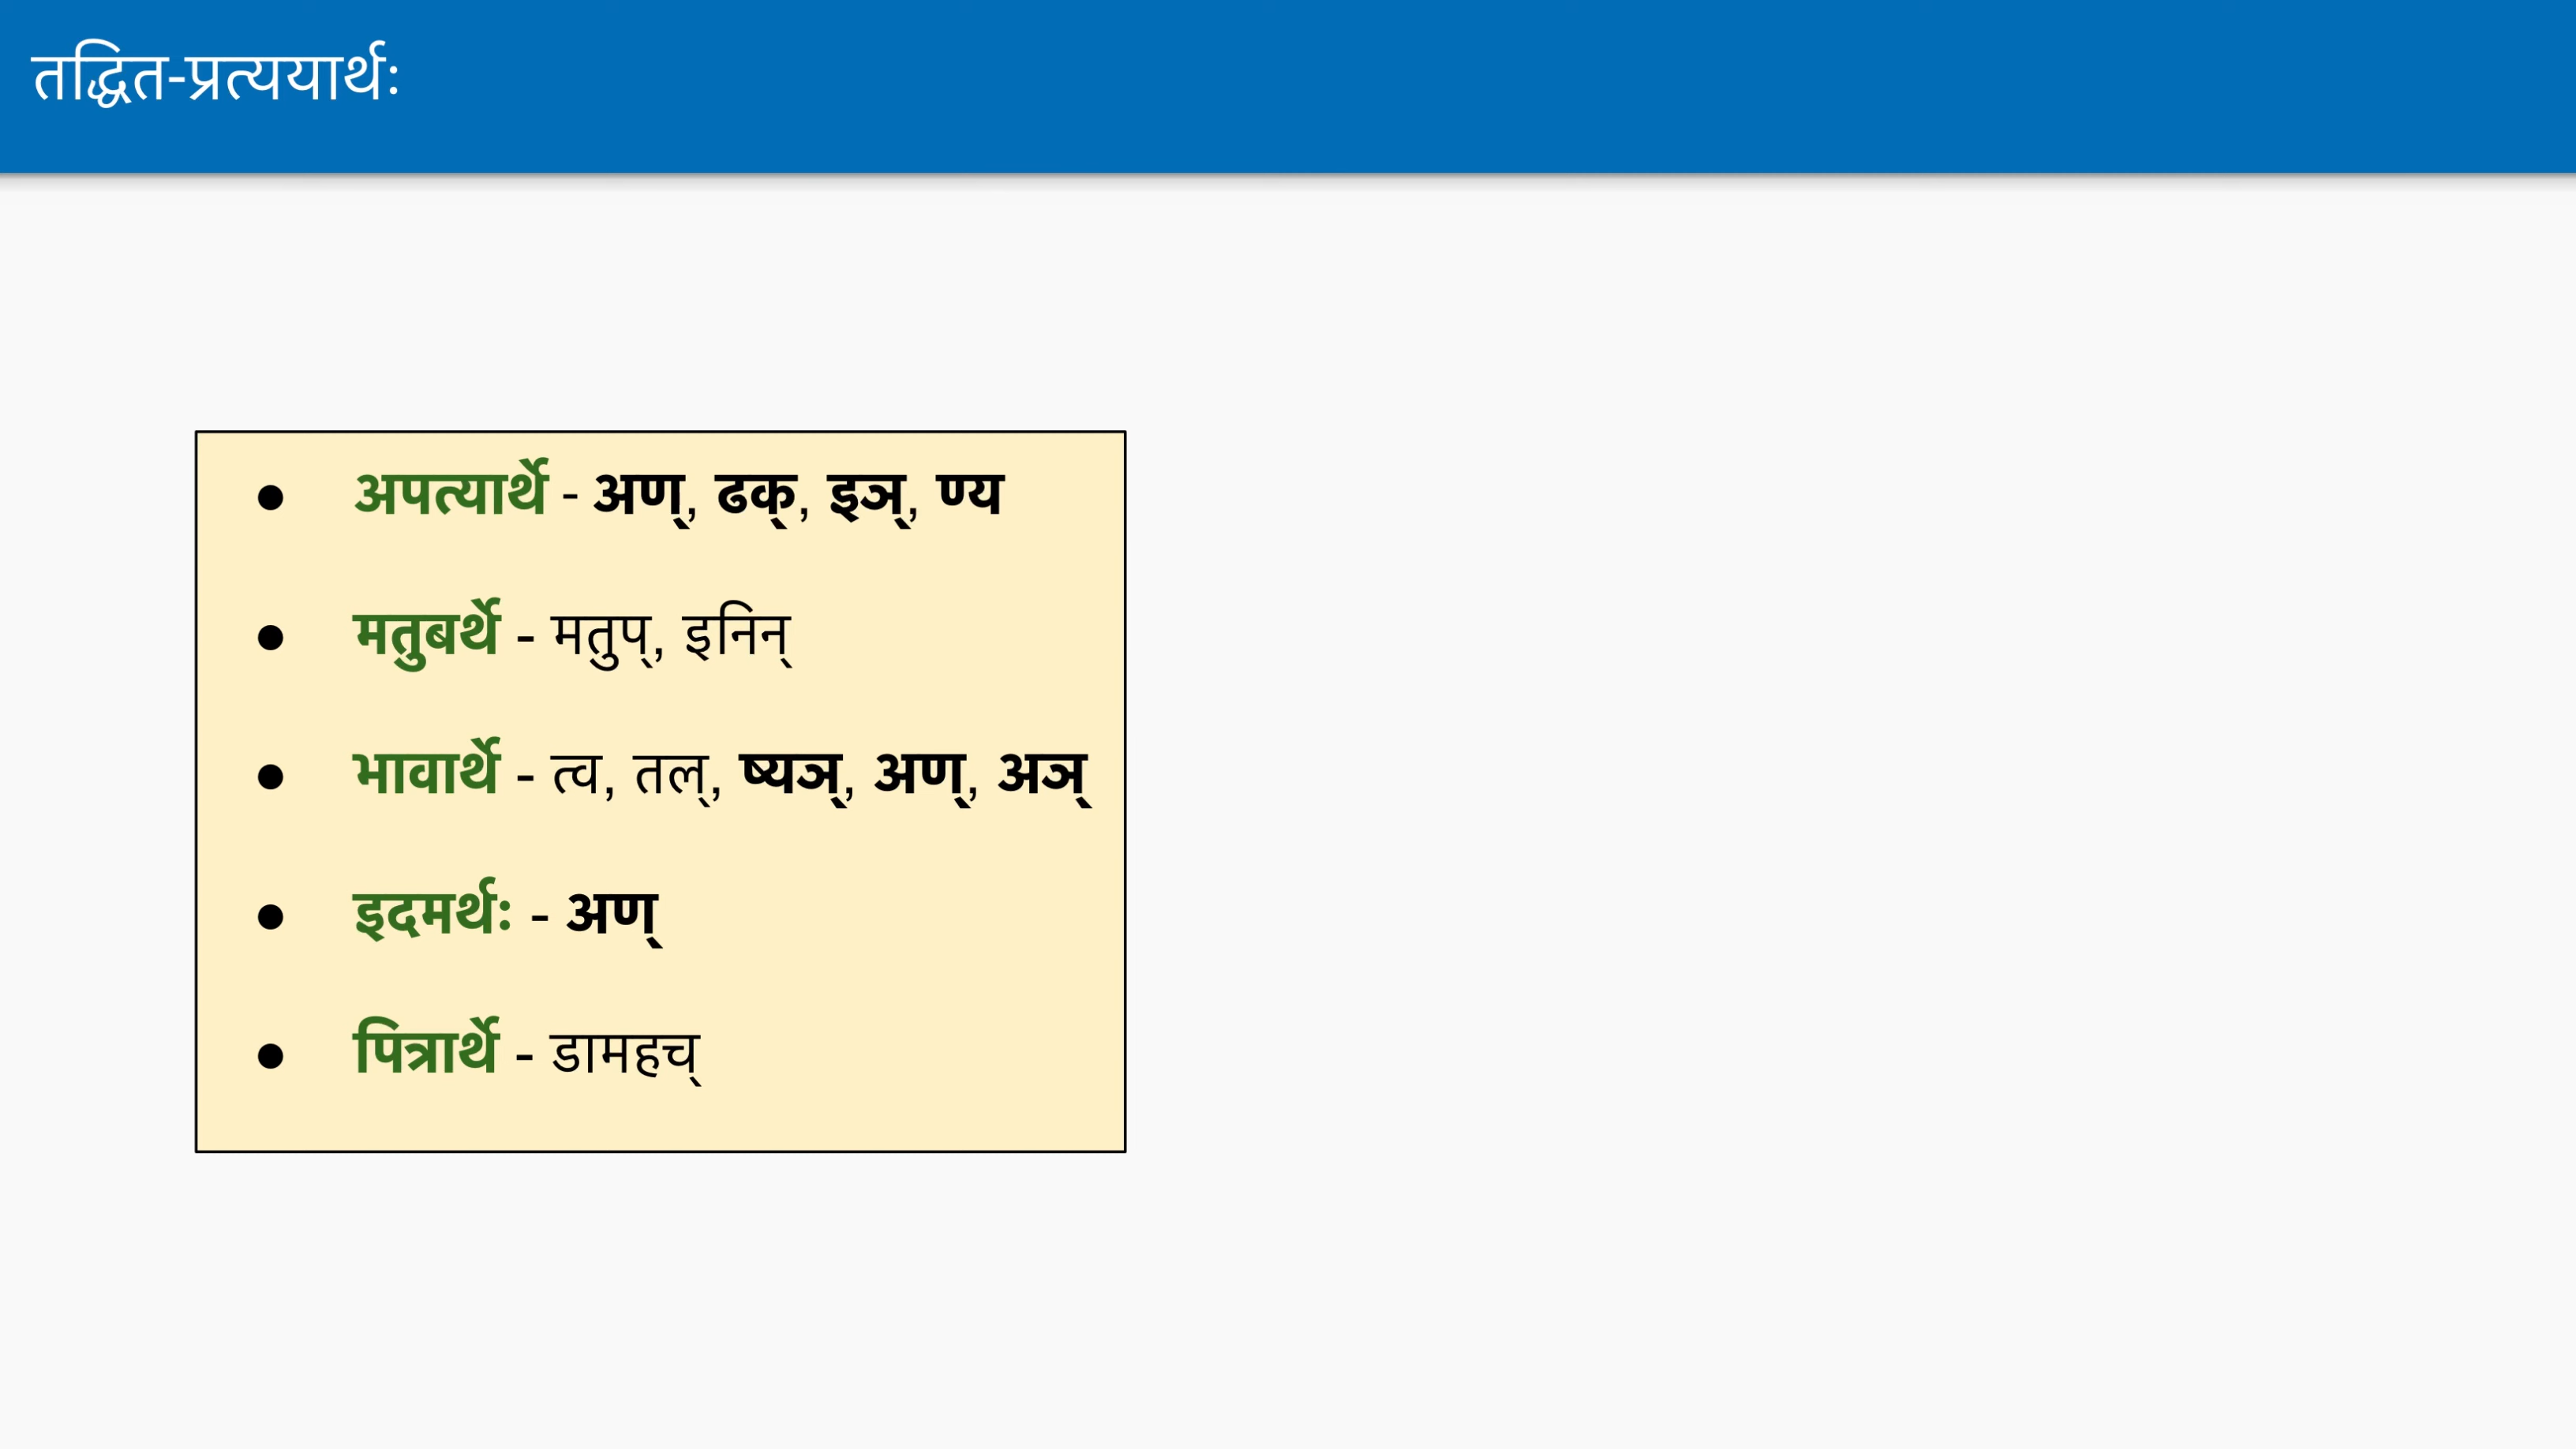 तद्धित-प्रत्ययार्थः
● अपत्यार्थे - अण्, ढक्, इञ्, ण्य
● मतुबर्थे - मतुप्, इनिन्
● भावार्थे - त्व, तल्, ष्यञ्, अण्, अञ्
● इदमर्थः - अण्
● पित्रार्थे - डामहच्